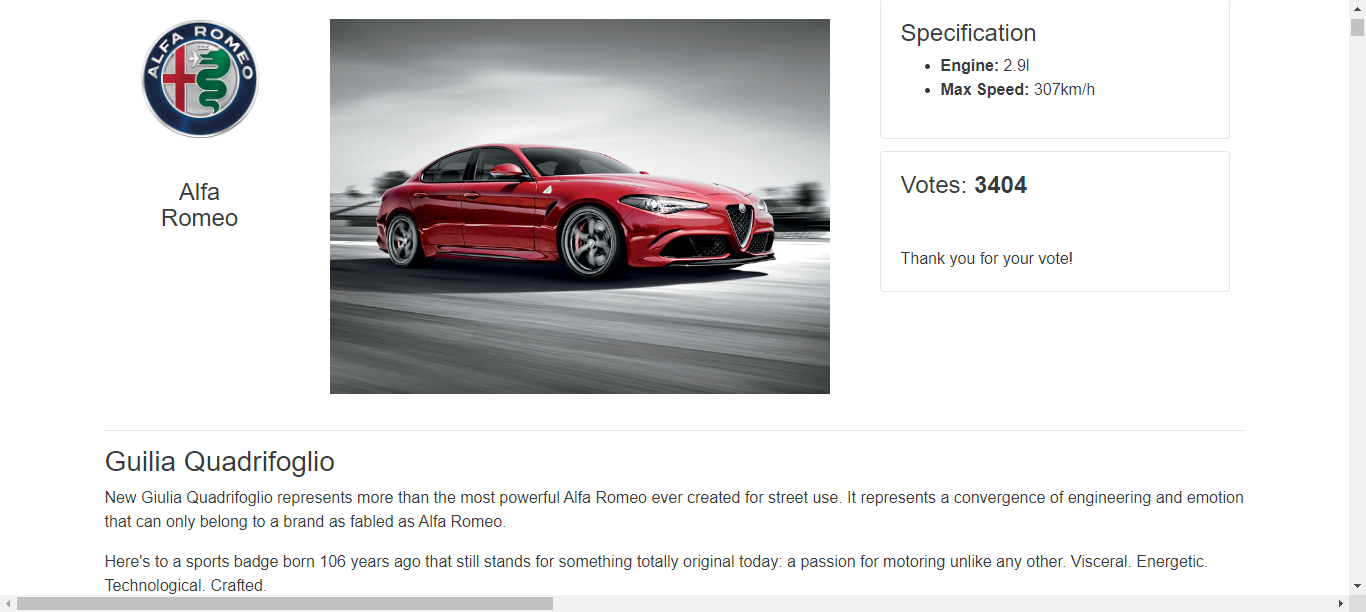 ALFA ROMEO
Alfa
Romeo
Specification
Engine: 2.9l
Max Speed: 307km/h
Votes: 3404
Thank you for your vote!
Guilia Quadrifoglio
New Giulia Quadrifoglio represents more than the most powerful Alfa Romeo ever created for street use. It represents a convergence of engineering and emotion
that can only belong to a brand as fabled as Alfa Romeo.
Here's to a sports badge born 106 years ago that still stands for something totally original today: a passion for motoring unlike any other. Visceral. Energetic.
Technological. Crafted.